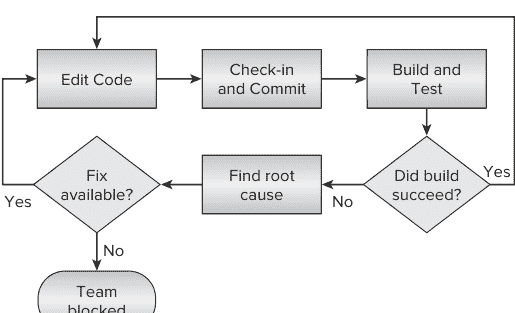 Edit Code
Check-in
and Commit
Build and
Test
Fix
available?
Find root
cause
Did build
succeed?
Yes
Yes
No
No
Team
blocked